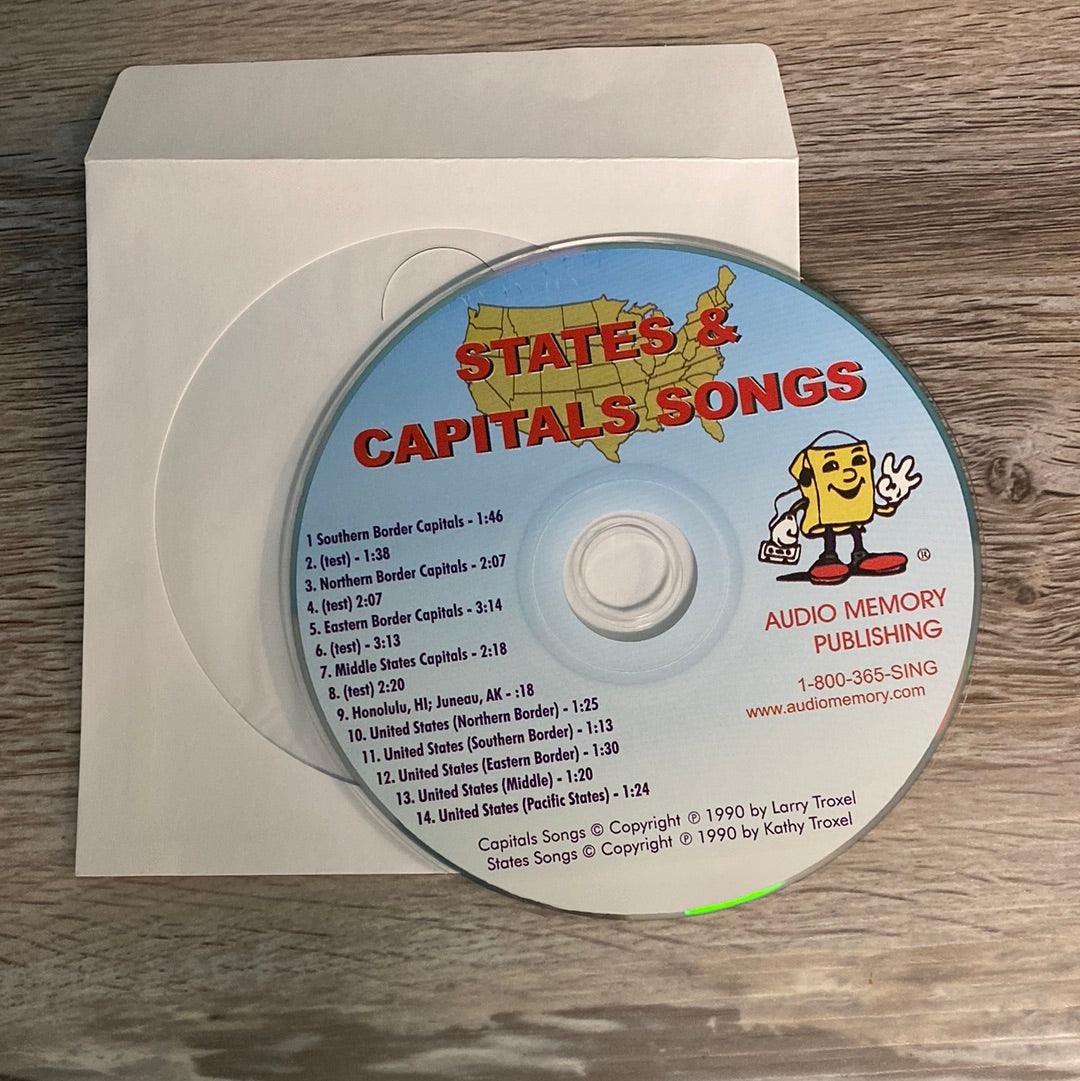 STATES &
CAPITALS SONGS
1 Southern Border Capitals - 1:46
2. (test) - 1:38
3. Northern Border Capitals - 2:07
4. (test) 2:07
5. Eastern Border Capitals - 3:14
6. (test) - 3:13
7. Middle States Capitals - 2:18
8. (test) 2:20
9. Honolulu, HI; Juneau, AK - :18
10. United States (Northern Border) - 1:25
11. United States (Southern Border) - 1:13
12. United States (Eastern Border) - 1:30
13. United States (Middle) - 1:20
14. United States (Pacific States) - 1:24
®
AUDIO MEMORY
PUBLISHING
1-800-365-SING
www.audiomemory.com
Capitals Songs © Copyright ℗ 1990 by Larry Troxel
States Songs © Copyright ℗ 1990 by Kathy Troxel